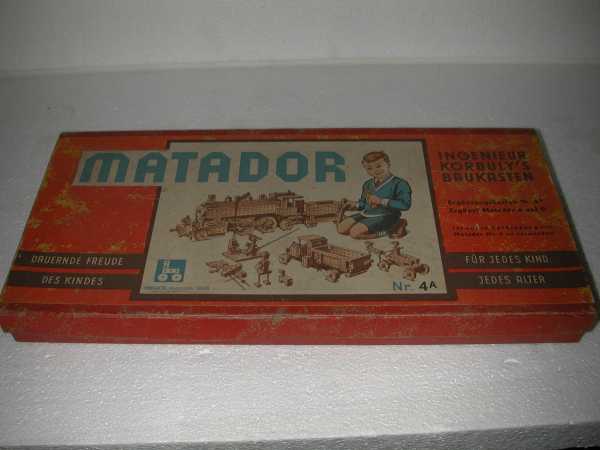 MATADOR
INGENIEUR
KORBULY'S
BAUKASTEN
DAUERNDE FREUDE
DES KINDES
FÜR JEDES KIND
JEDES ALTER
Nr. 4A